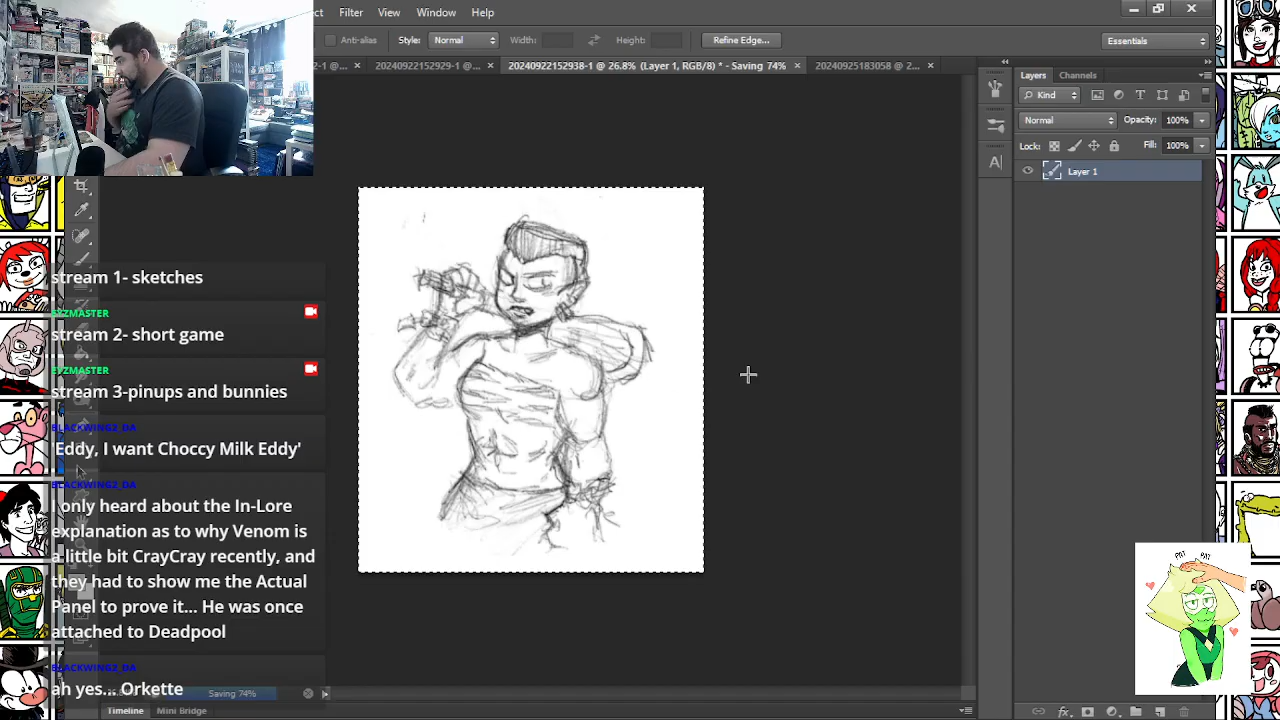 Filter View Window Help
Anti-alias Style: Normal Width: Height: Refine Edge... Essentials
20240922152929-1 @... × 20240922152938-1 @ 26.8% (Layer 1, RGB/8) * - Saving 74% × 20240925183058 @ 2... ×
Layers Channels
Kind
Normal Opacity: 100%
Lock: Fill: 100%
Layer 1
stream 1- sketches
stream 2- short game
stream 3-pinups and bunnies
BLACKWING2_DA
'Eddy, I want Choccy Milk Eddy'
BLACKWING2_DA
I only heard about the In-Lore
explanation as to why Venom is
a little bit CrayCray recently, and
they had to show me the Actual
Panel to prove it... He was once
attached to Deadpool
BLACKWING2_DA
ah yes... Orkette
Saving 74%
Timeline Mini Bridge